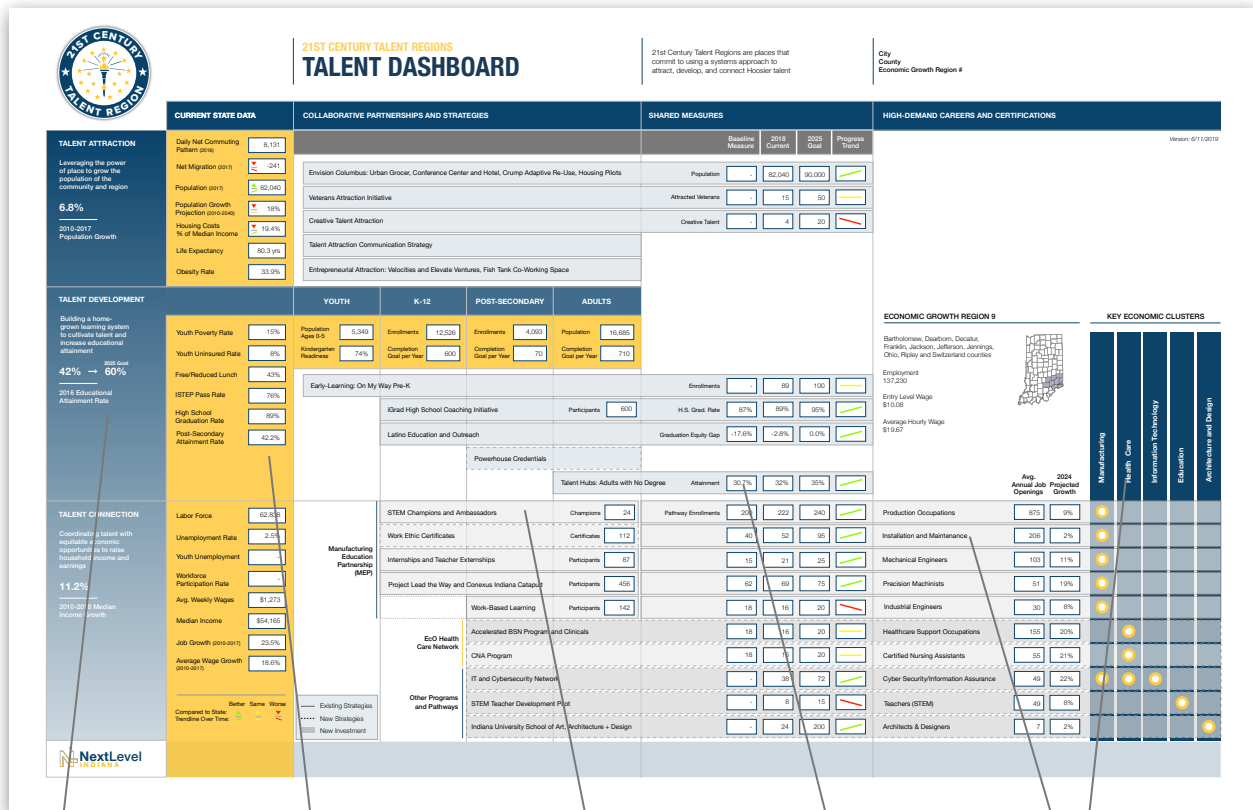 21ST CENTURY
TALENT REGION
21ST CENTURY TALENT REGIONS
TALENT DASHBOARD
21st Century Talent Regions are places that
commit to using a systems approach to
attract, develop, and connect Hoosier talent
City
County
Economic Growth Region #
CURRENT STATE DATA
COLLABORATIVE PARTNERSHIPS AND STRATEGIES
SHARED MEASURES
HIGH-DEMAND CAREERS AND CERTIFICATIONS
Version: 6/11/2019
TALENT ATTRACTION
Leveraging the power
of place to grow the
population of the
community and region
6.8%
2010-2017
Population Growth
Daily Net Commuting
Pattern (2016) 8,131
Net Migration (2017) -241
Population (2017) 82,040
Population Growth
Projection (2010-2040) 18%
Housing Costs
% of Median Income 19.4%
Life Expectancy 80.3 yrs
Obesity Rate 33.9%
Baseline Measure 2018 Current 2025 Goal Progress Trend
Envision Columbus: Urban Grocer, Conference Center and Hotel, Crump Adaptive Re-Use, Housing Pilots Population - 82,040 90,000
Veterans Attraction Initiative Attracted Veterans - 15 50
Creative Talent Attraction Creative Talent - 4 20
Talent Attraction Communication Strategy
Entrepreneurial Attraction: Velocities and Elevate Ventures, Fish Tank Co-Working Space
TALENT DEVELOPMENT
Building a home-
grown learning system
to cultivate talent and
increase educational
attainment
2025 Goal
42% → 60%
2016 Educational
Attainment Rate
Youth Poverty Rate 15%
Youth Uninsured Rate 8%
Free/Reduced Lunch 43%
ISTEP Pass Rate 76%
High School
Graduation Rate 89%
Post-Secondary
Attainment Rate 42.2%
YOUTH K-12 POST-SECONDARY ADULTS
Population
Ages 0-5 5,349 Enrollments 12,526 Enrollments 4,093 Population 16,685
Kindergarten
Readiness 74% Completion
Goal per Year 600 Completion
Goal per Year 70 Completion
Goal per Year 710
Early-Learning: On My Way Pre-K Enrollments - 89 100
iGrad High School Coaching Initiative Participants 600 H.S. Grad. Rate 87% 89% 95%
Latino Education and Outreach Graduation Equity Gap -17.6% -2.8% 0.0%
Powerhouse Credentials
Talent Hubs: Adults with No Degree Attainment 30.7% 32% 35%
ECONOMIC GROWTH REGION 9
Bartholomew, Dearborn, Decatur,
Franklin, Jackson, Jefferson, Jennings,
Ohio, Ripley and Switzerland counties
Employment
137,230
Entry Level Wage
$10.08
Average Hourly Wage
$19.67
KEY ECONOMIC CLUSTERS
Manufacturing
Health Care
Information Technology
Education
Architecture and Design
Avg.
Annual Job
Openings
2024
Projected
Growth
TALENT CONNECTION
Coordinating talent with
equitable economic
opportunities to raise
household income and
earnings
11.2%
Median
Income Growth
Labor Force
Unemployment Rate 2.5%
Youth Unemployment
Workforce
Participation Rate -
Avg. Weekly Wages $1,273
Median Income $54,165
Job Growth (2010-2017) 23.5%
Average Wage Growth
(2010-2017) 18.6%
Better Same Worse
Compared to State:
Trendline Over Time:
Manufacturing
Education
Partnership
(MEP)
STEM Champions and Ambassadors Champions 24 Pathway Enrollments 200 222 240
Work Ethic Certificates Certificates 112 40 52 95
Internships and Teacher Externships Participants 87 15 21 25
Project Lead the Way and Conexus Indiana Catapult Participants 456 62 69 75
Work-Based Learning Participants 142 18 16 20
EcO Health
Care Network
Accelerated BSN Program and Clinicals 18 16 20
CNA Program 18 20
Other Programs
and Pathways
IT and Cybersecurity Network - 38 72
STEM Teacher Development Pilot - 8 15
Indiana University School of Art, Architecture + Design - 24 200
Existing Strategies
New Strategies
New Investment
Production Occupations 875 9%
Installation and Maintenance 206 2%
Mechanical Engineers 103 11%
Precision Machinists 51 19%
Industrial Engineers 30 8%
Healthcare Support Occupations 155 20%
Certified Nursing Assistants 55 21%
Cyber Security/Information Assurance 49 22%
Teachers (STEM) 49 8%
Architects & Designers 7 2%
NextLevel
INDIANA